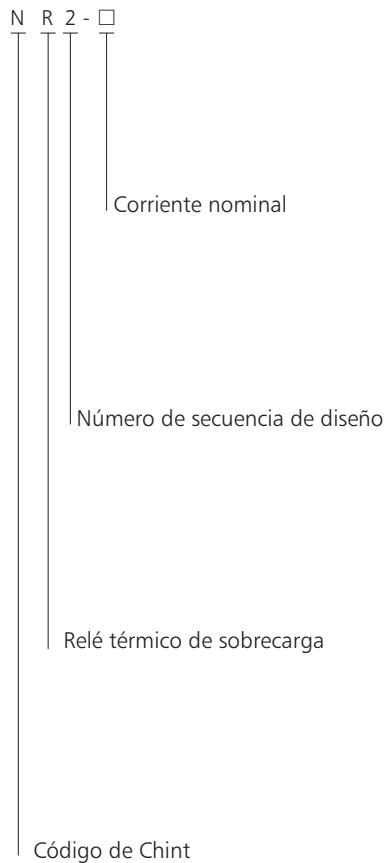 N R 2 - □
Corriente nominal
Número de secuencia de diseño
Relé térmico de sobrecarga
Código de Chint